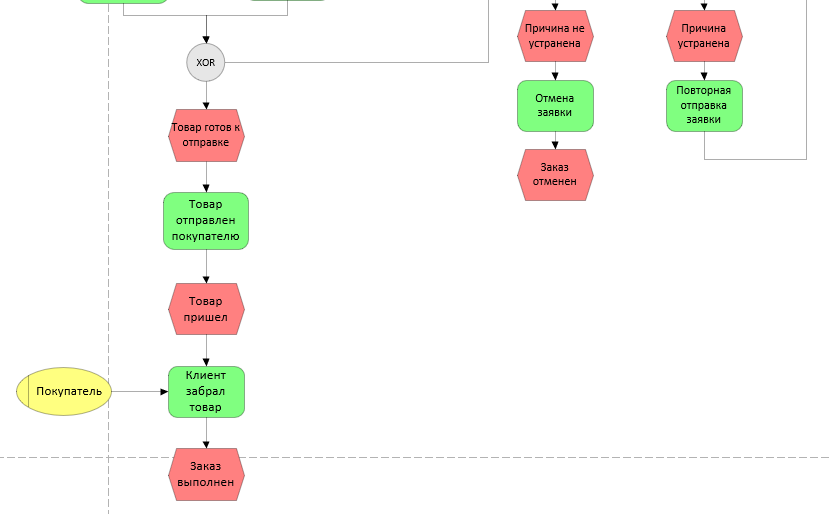 XOR
Товар готов к
отправке
Товар
отправлен
покупателю
Товар
пришел
Покупатель
Клиент
забрал
товар
Заказ
выполнен
Причина не
устранена
Отмена
заявки
Заказ
отменен
Причина
устранена
Повторная
отправка
заявки